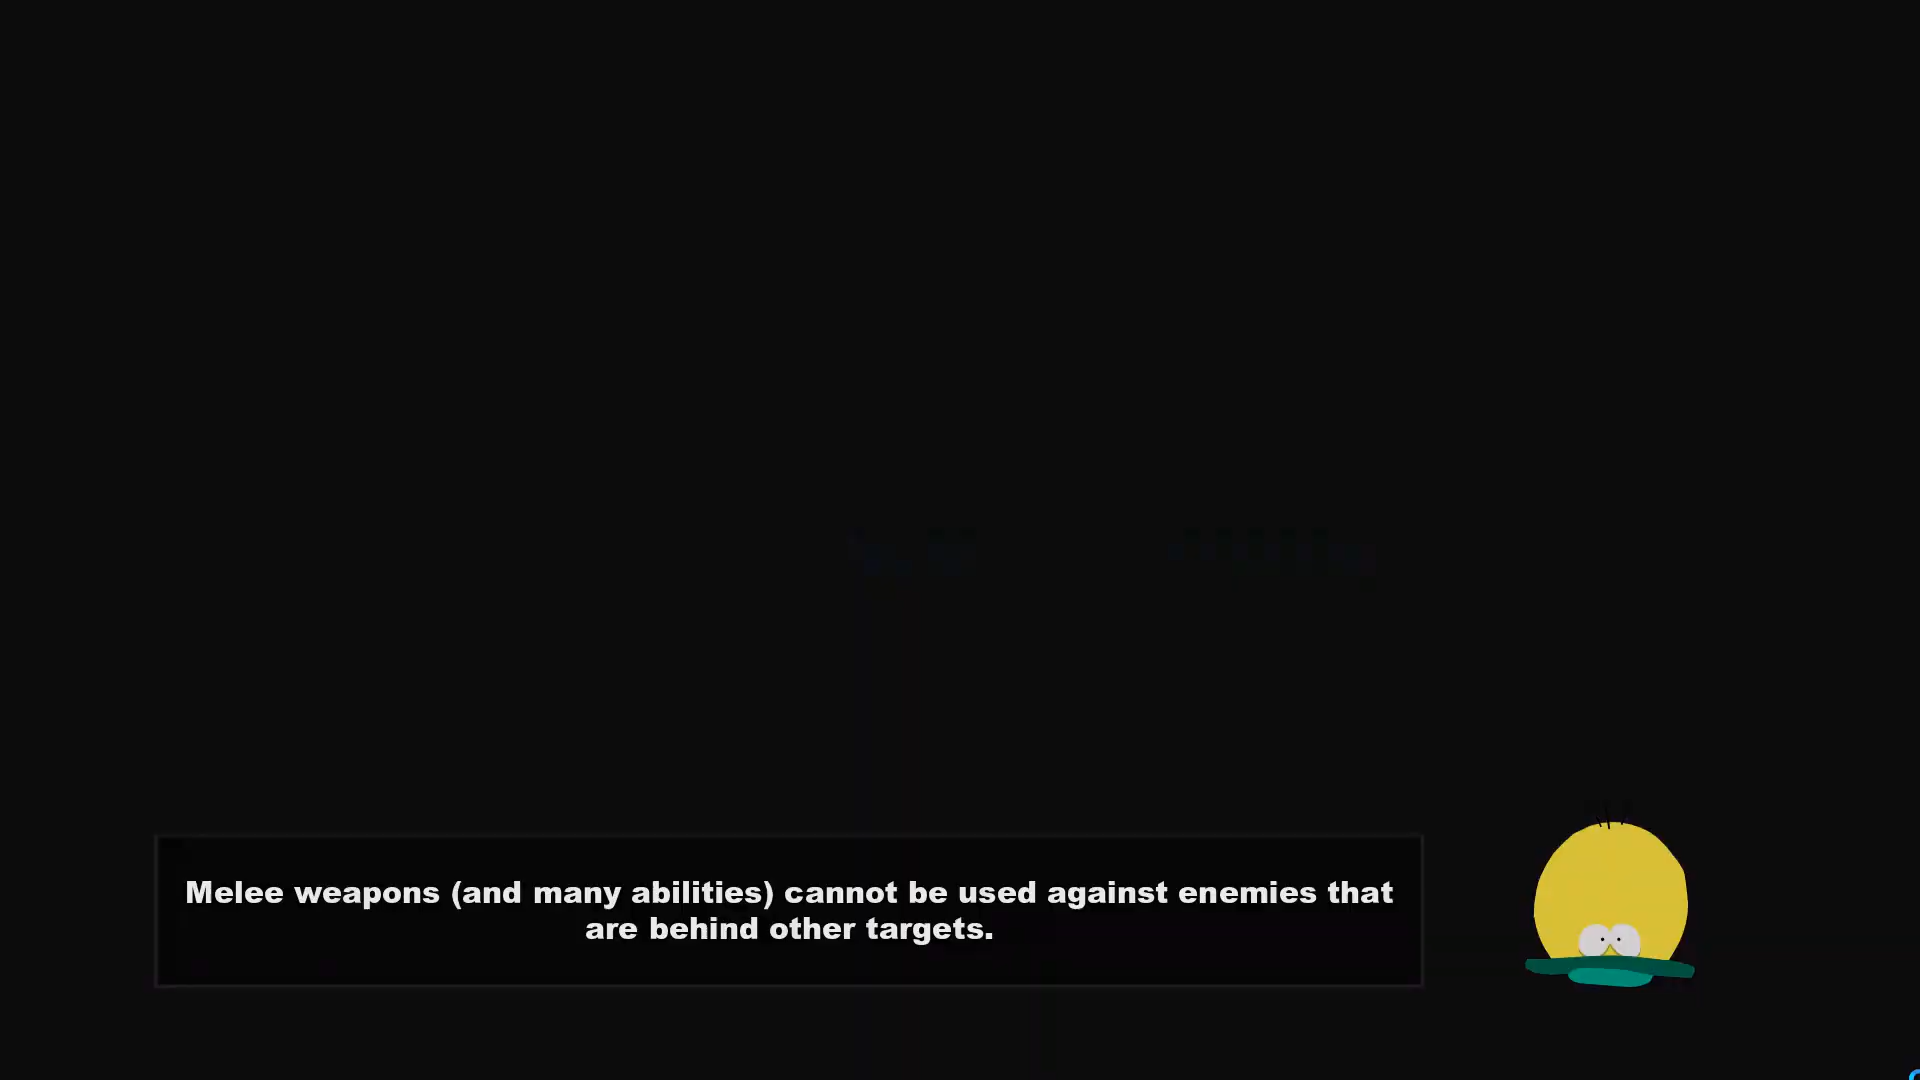 Melee weapons (and many abilities) cannot be used against enemies that
are behind other targets.